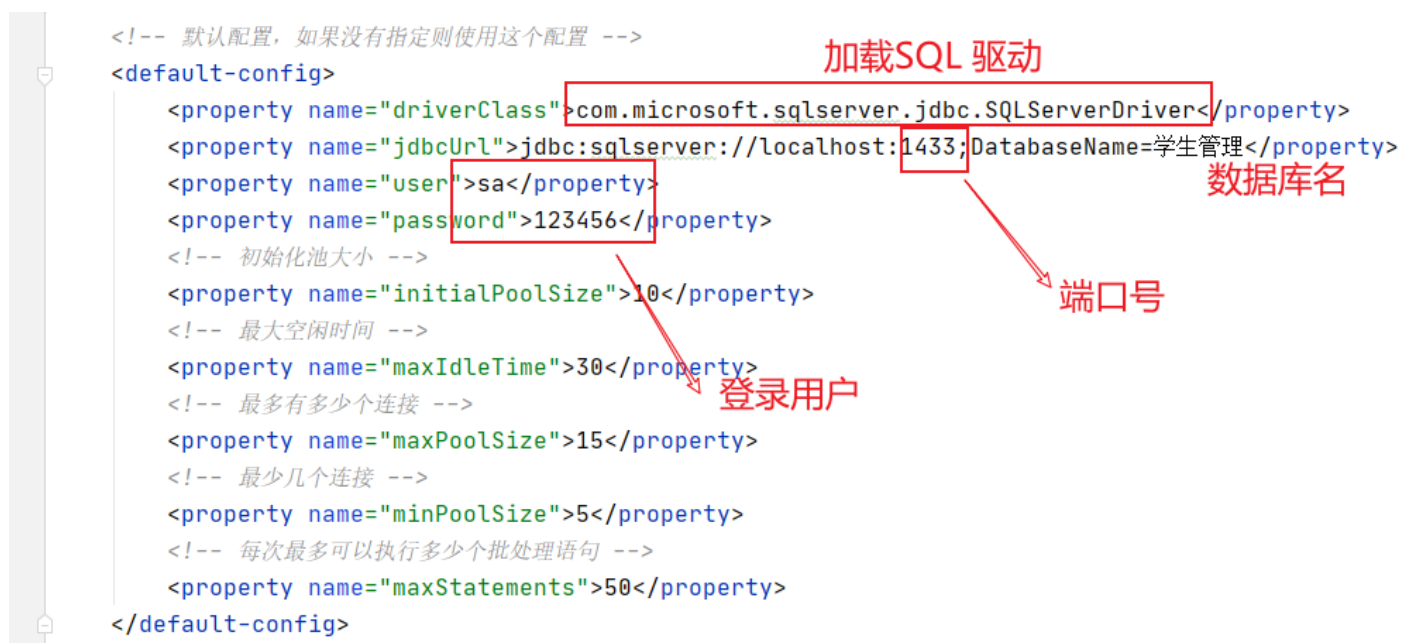 <!-- 默认配置，如果没有指定则使用这个配置 -->
加载SQL 驱动
<default-config>
<property name="driverClass">com.microsoft.sqlserver.jdbc.SQLServerDriver</property>
<property name="jdbcUrl">jdbc:sqlserver://localhost:1433;DatabaseName=学生管理</property>
<property name="user">sa</property>
数据库名
<property name="password">123456</property>
<!-- 初始化池大小 -->
<property name="initialPoolSize">10</property>
端口号
<!-- 最大空闲时间 -->
<property name="maxIdleTime">30</property>
登录用户
<!-- 最多有多少个连接 -->
<property name="maxPoolSize">15</property>
<!-- 最少几个连接 -->
<property name="minPoolSize">5</property>
<!-- 每次最多可以执行多少个批处理语句 -->
<property name="maxStatements">50</property>
</default-config>